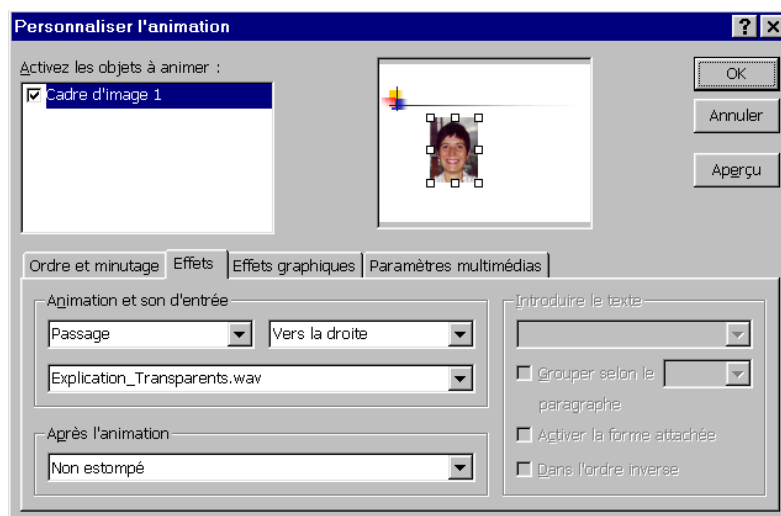 Personnaliser l'animation
Activez les objets à animer :
Cadre d'image 1
OK
Annuler
Aperçu
Ordre et minutage
Effets
Effets graphiques
Paramètres multimédias
Animation et son d'entrée
Passage
Vers la droite
Explication_Transparents.wav
Après l'animation
Non estompé
Introduire le texte
Grouper selon le
paragraphe
Activer la forme attachée
Dans l'ordre inverse